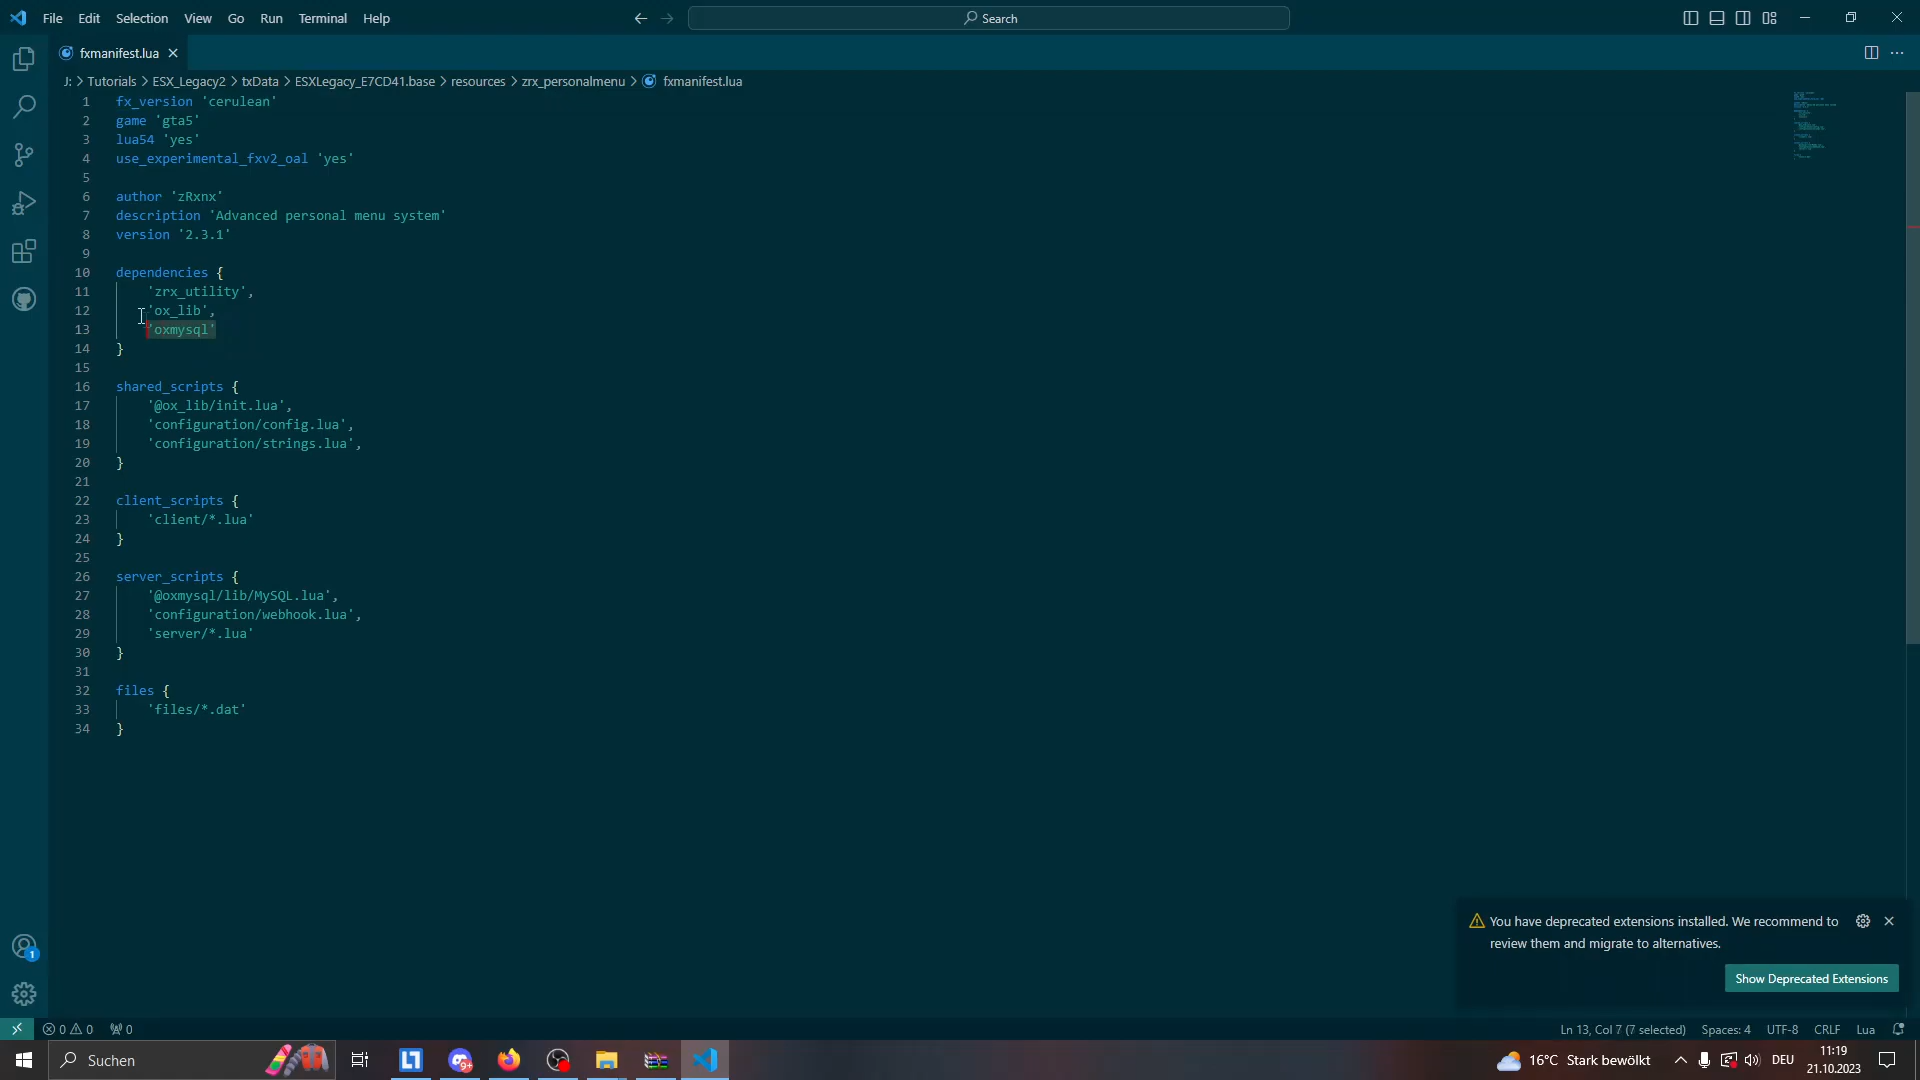 File Edit Selection View Go Run Terminal Help
Search
fxmanifest.lua
J: > Tutorials > ESX_Legacy2 > txData > ESXLegacy_E7CD41.base > resources > zrx_personalmenu > fxmanifest.lua
1 fx_version 'cerulean'
2 game 'gta5'
3 lua54 'yes'
4 use_experimental_fxv2_oal 'yes'
5
6 author 'zRxnx'
7 description 'Advanced personal menu system'
8 version '2.3.1'
9
10 dependencies {
11 'zrx_utility',
12 'ox_lib',
13 'oxmysql'
14 }
15
16 shared_scripts {
17 '@ox_lib/init.lua',
18 'configuration/config.lua',
19 'configuration/strings.lua',
20 }
21
22 client_scripts {
23 'client/*.lua'
24 }
25
26 server_scripts {
27 '@oxmysql/lib/MySQL.lua',
28 'configuration/webhook.lua',
29 'server/*.lua'
30 }
31
32 files {
33 'files/*.dat'
34 }
You have deprecated extensions installed. We recommend to
review them and migrate to alternatives.
Show Deprecated Extensions
1
0 0 0
Ln 13, Col 7 (7 selected) Spaces: 4 UTF-8 CRLF Lua
Suchen
LT
9+
16°C Stark bewölkt
DEU
11:19
21.10.2023